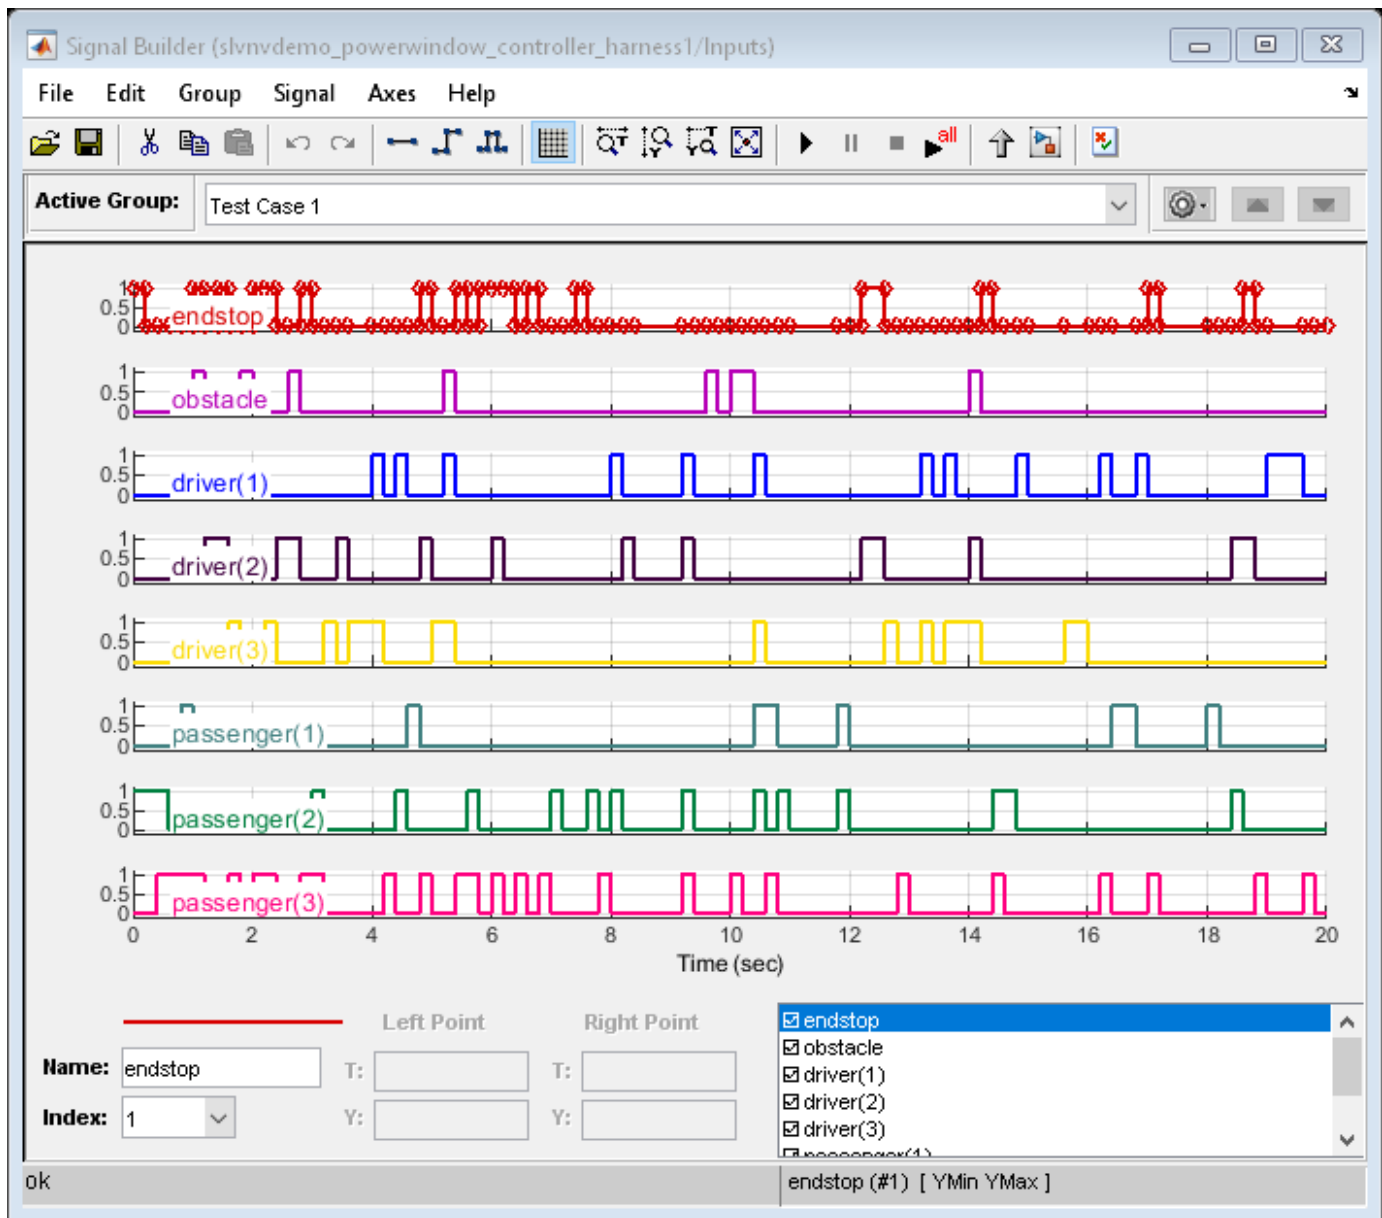 Signal Builder (slvnvdemo_powerwindow_controller_harness1/Inputs)
File Edit Group Signal Axes Help
all
Active Group: Test Case 1
1
0.5
0
endstop
1
0.5
0
obstacle
1
0.5
0
driver(1)
1
0.5
0
driver(2)
1
0.5
0
driver(3)
1
0.5
0
passenger(1)
1
0.5
0
passenger(2)
1
0.5
0
passenger(3)
0 2 4 6 8 10 12 14 16 18 20
Time (sec)
Left Point Right Point
Name: endstop T: T:
Index: 1 Y: Y:
endstop
obstacle
driver(1)
driver(2)
driver(3)
passenger(1)
ok
endstop (#1) [ YMin YMax ]